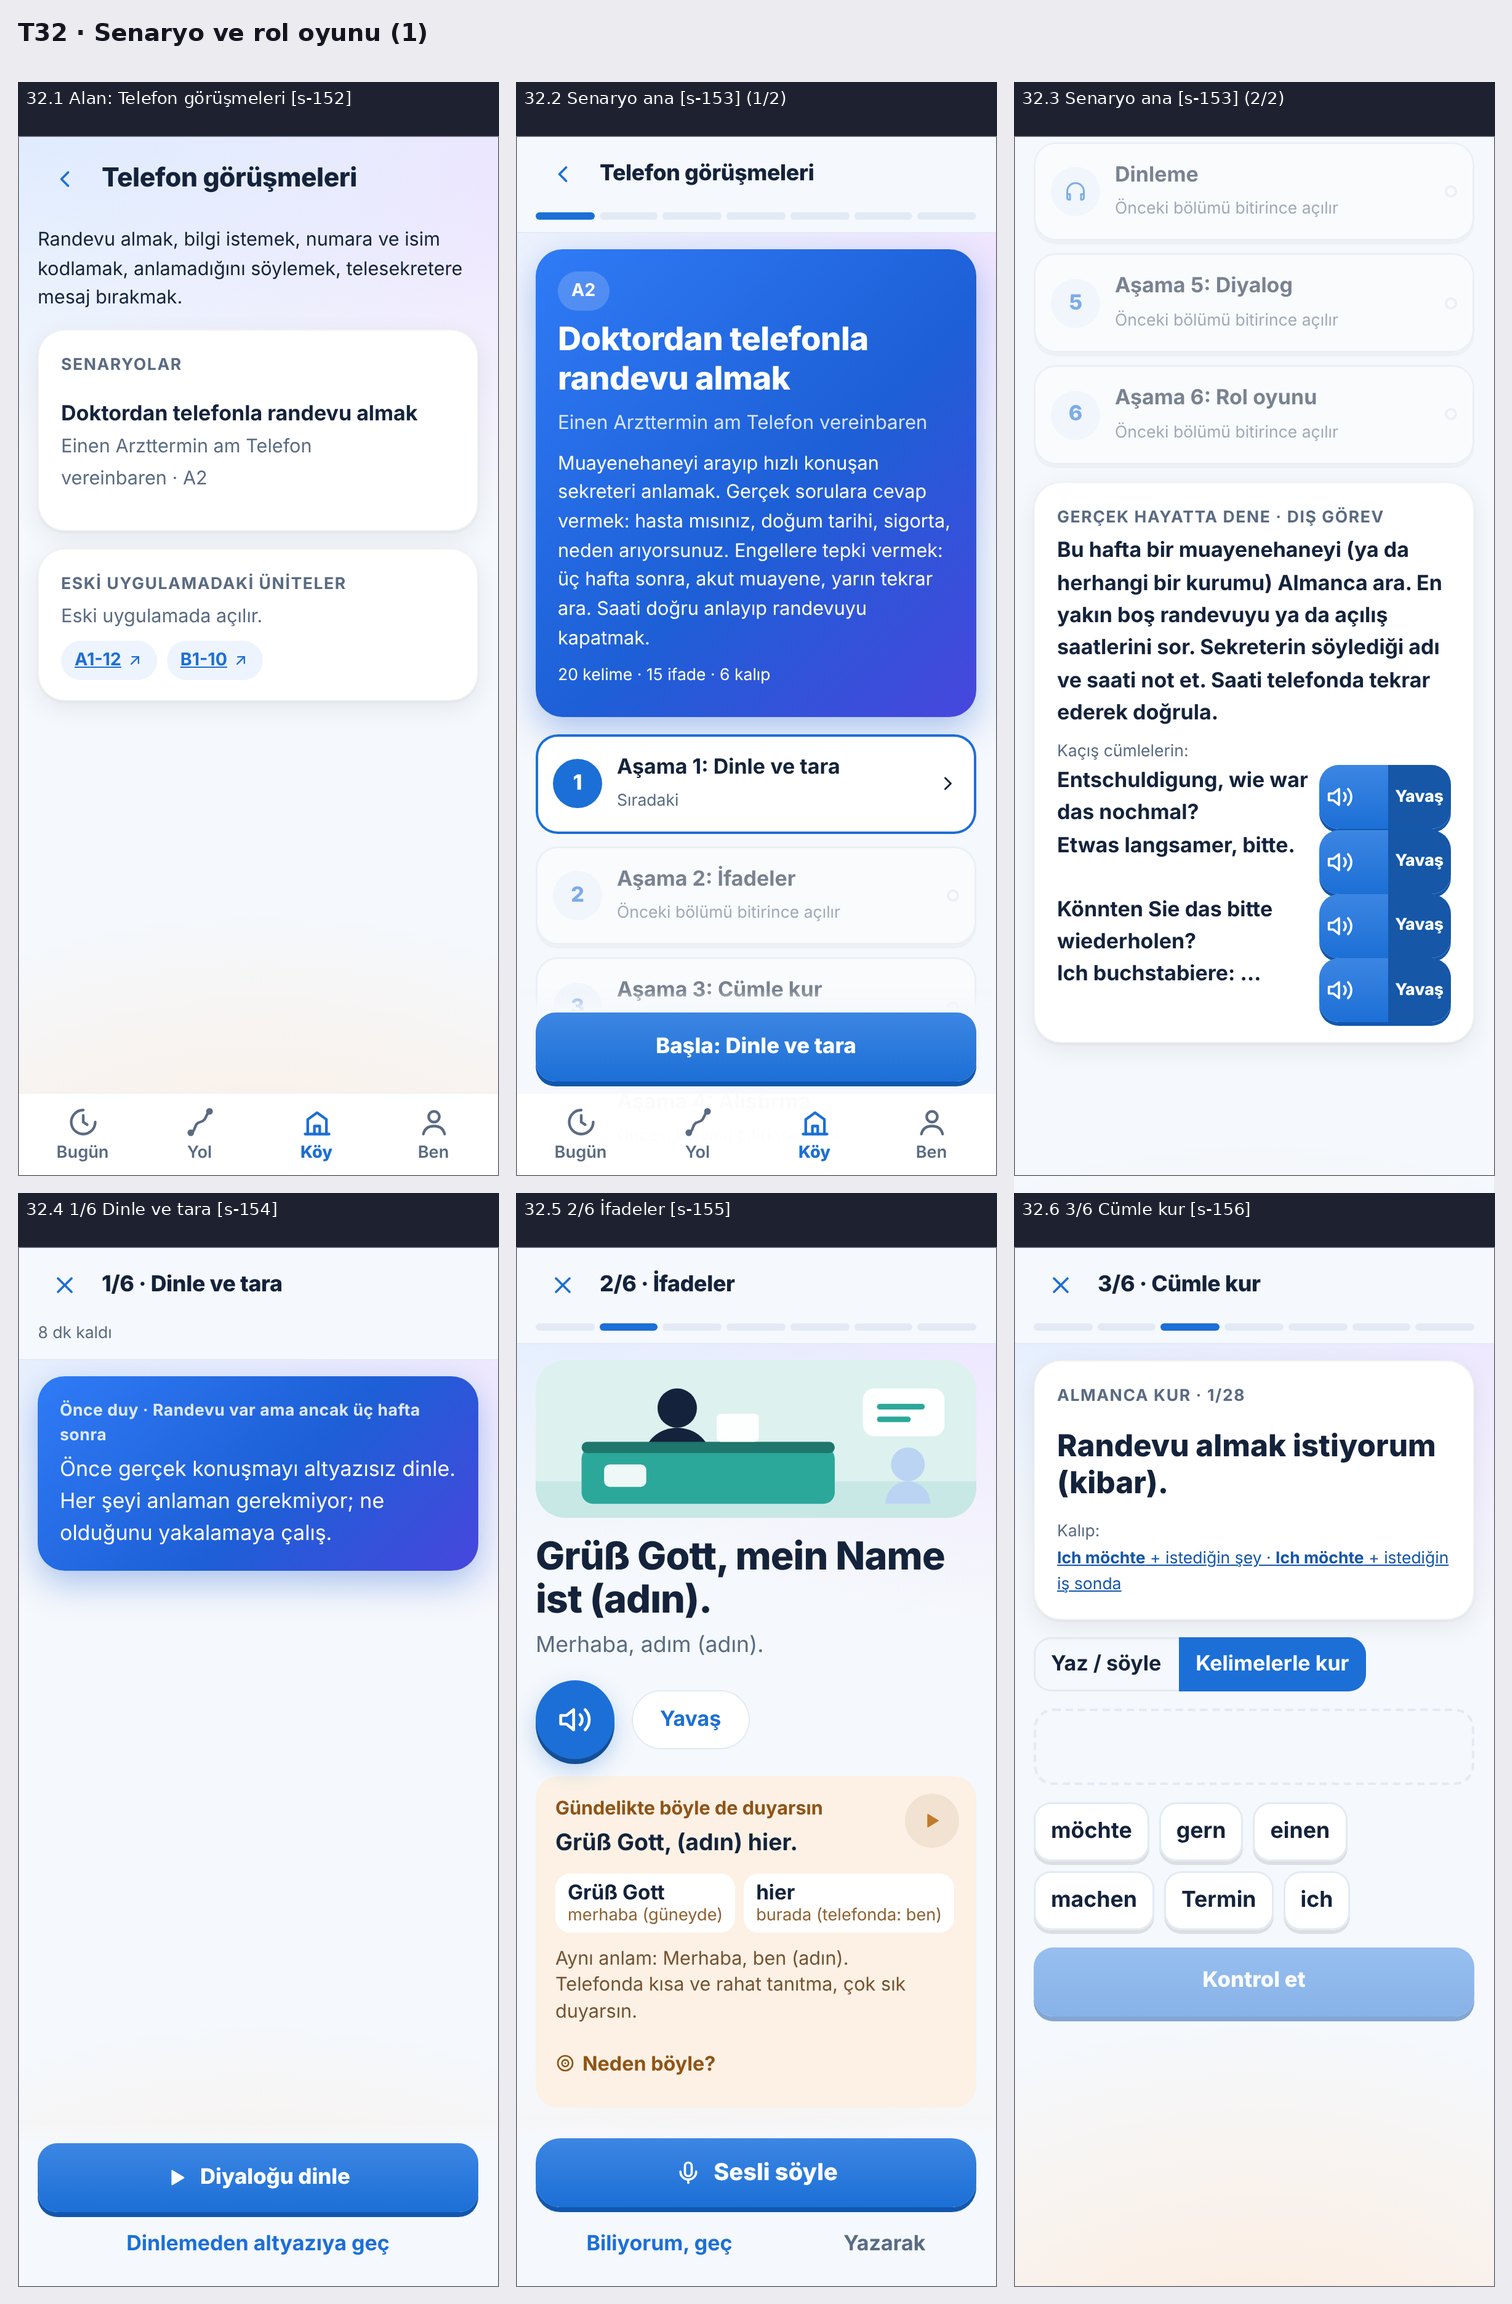 T32 · Senaryo ve rol oyunu (1)
32.1 Alan: Telefon görüşmeleri [s-152]
Telefon görüşmeleri
Randevu almak, bilgi istemek, numara ve isim
kodlamak, anlamadığını söylemek, telesekretere
mesaj bırakmak.
SENARYOLAR
Doktordan telefonla randevu almak
Einen Arzttermin am Telefon
vereinbaren · A2
ESKİ UYGULAMADAKİ ÜNİTELER
Eski uygulamada açılır.
A1-12
B1-10
Bugün
Yol
Köy
Ben
32.2 Senaryo ana [s-153] (1/2)
Telefon görüşmeleri
A2
Doktordan telefonla
randevu almak
Einen Arzttermin am Telefon vereinbaren
Muayenehaneyi arayıp hızlı konuşan
sekreteri anlamak. Gerçek sorulara cevap
vermek: hasta mısınız, doğum tarihi, sigorta,
neden arıyorsunuz. Engellere tepki vermek:
üç hafta sonra, akut muayene, yarın tekrar
ara. Saati doğru anlayıp randevuyu
kapatmak.
20 kelime · 15 ifade · 6 kalıp
1
Aşama 1: Dinle ve tara
Sıradaki
2
Aşama 2: İfadeler
Önceki bölümü bitirince açılır
3
Aşama 3: Cümle kur
Başla: Dinle ve tara
Aşama 4: Alıştırma
Bugün
Yol
Köy
Ben
32.3 Senaryo ana [s-153] (2/2)
Dinleme
Önceki bölümü bitirince açılır
5
Aşama 5: Diyalog
Önceki bölümü bitirince açılır
6
Aşama 6: Rol oyunu
Önceki bölümü bitirince açılır
GERÇEK HAYATTA DENE · DIŞ GÖREV
Bu hafta bir muayenehaneyi (ya da
herhangi bir kurumu) Almanca ara. En
yakın boş randevuyu ya da açılış
saatlerini sor. Sekreterin söylediği adı
ve saati not et. Saati telefonda tekrar
ederek doğrula.
Kaçış cümlelerin:
Entschuldigung, wie war
das nochmal?
Yavaş
Etwas langsamer, bitte.
Yavaş
Könnten Sie das bitte
wiederholen?
Yavaş
Ich buchstabiere: ...
Yavaş
32.4 1/6 Dinle ve tara [s-154]
1/6 · Dinle ve tara
8 dk kaldı
Önce duy · Randevu var ama ancak üç hafta
sonra
Önce gerçek konuşmayı altyazısız dinle.
Her şeyi anlaman gerekmiyor; ne
olduğunu yakalamaya çalış.
Diyaloğu dinle
Dinlemeden altyazıya geç
32.5 2/6 İfadeler [s-155]
2/6 · İfadeler
Grüß Gott, mein Name
ist (adın).
Merhaba, adım (adın).
Yavaş
Gündelikte böyle de duyarsın
Grüß Gott, (adın) hier.
Grüß Gott
merhaba (güneyde)
hier
burada (telefonda: ben)
Aynı anlam: Merhaba, ben (adın).
Telefonda kısa ve rahat tanıtma, çok sık
duyarsın.
Neden böyle?
Sesli söyle
Biliyorum, geç
Yazarak
32.6 3/6 Cümle kur [s-156]
3/6 · Cümle kur
ALMANCA KUR · 1/28
Randevu almak istiyorum
(kibar).
Kalıp:
Ich möchte + istediğin şey · Ich möchte + istediğin
iş sonda
Yaz / söyle
Kelimelerle kur
möchte
gern
einen
machen
Termin
ich
Kontrol et